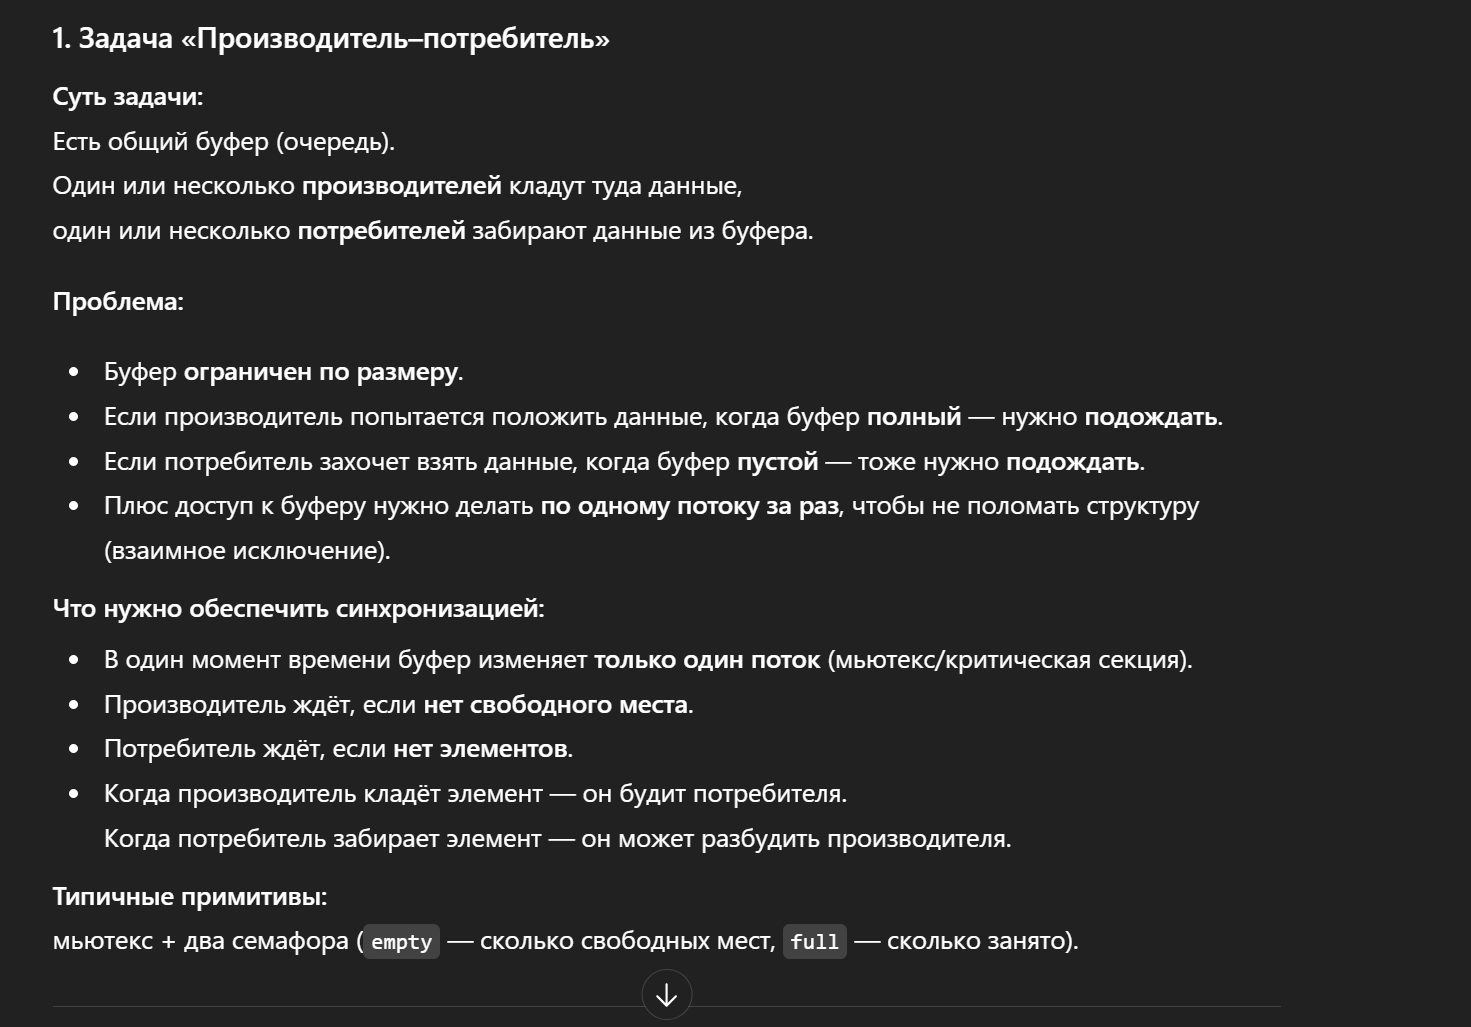 1. Задача «Производитель–потребитель»
Суть задачи:
Есть общий буфер (очередь).
Один или несколько производителей кладут туда данные,
один или несколько потребителей забирают данные из буфера.
Проблема:
• Буфер ограничен по размеру.
• Если производитель попытается положить данные, когда буфер полный — нужно подождать.
• Если потребитель захочет взять данные, когда буфер пустой — тоже нужно подождать.
• Плюс доступ к буферу нужно делать по одному потоку за раз, чтобы не поломать структуру
(взаимное исключение).
Что нужно обеспечить синхронизацией:
• В один момент времени буфер изменяет только один поток (мьютекс/критическая секция).
• Производитель ждёт, если нет свободного места.
• Потребитель ждёт, если нет элементов.
• Когда производитель кладёт элемент — он будит потребителя.
Когда потребитель забирает элемент — он может разбудить производителя.
Типичные примитивы:
мьютекс + два семафора (empty — сколько свободных мест, full — сколько занято).